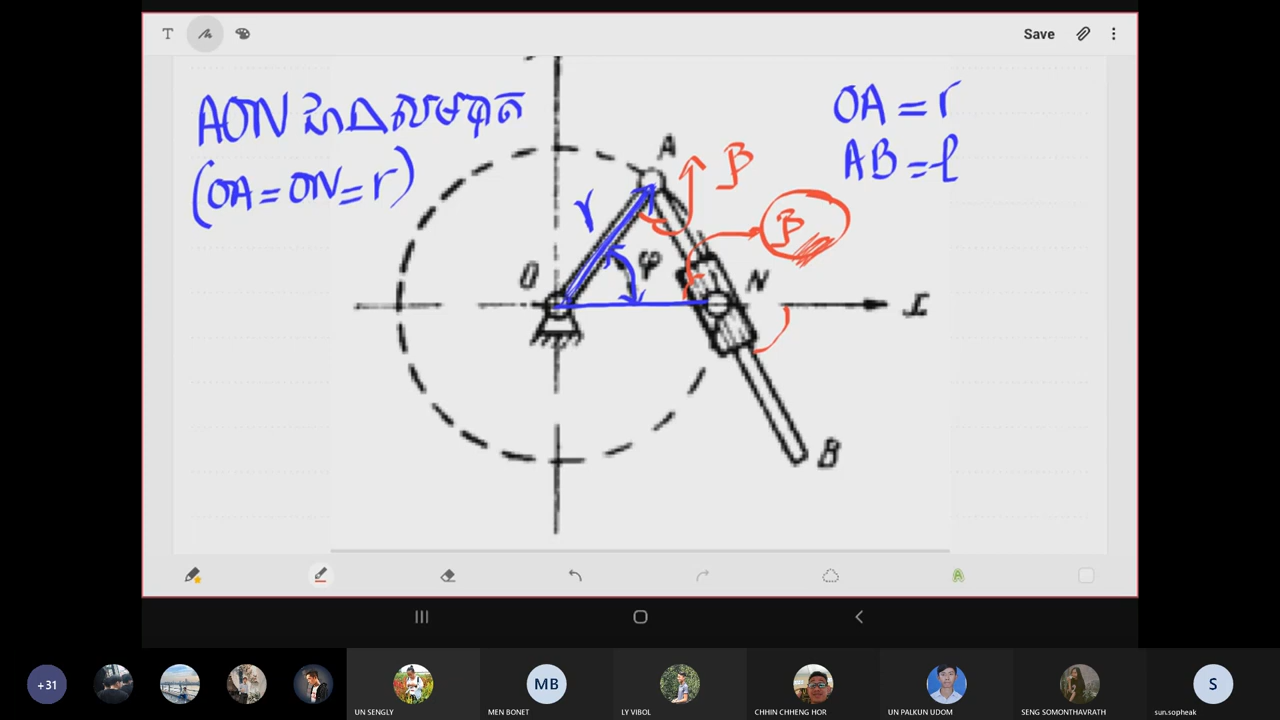 T
Save
AON ជាΔសមបាត
(OA = ON = r)
OA = r
AB = l
A
β
r
β
φ
O
N
x
B
A
+31
UN SENGLY
MB
MEN BONET
LY VIBOL
CHHIN CHHENG HOR
UN PALKUN UDOM
SENG SOMONTHAVRATH
S
sun.sopheak